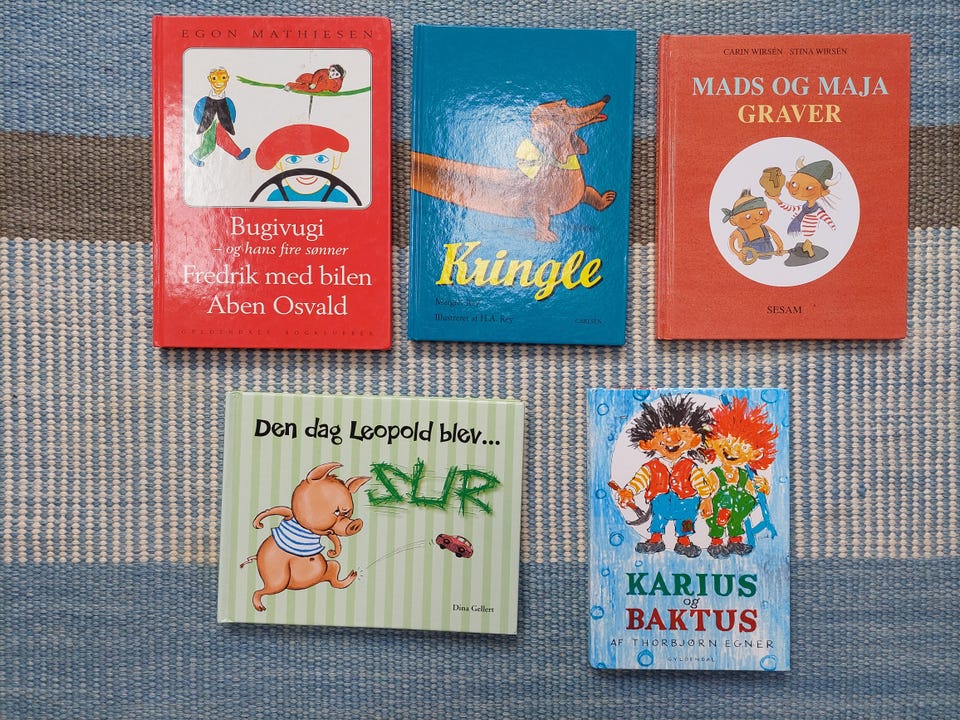 EGON MATHIESEN
Bugivugi
– og hans fire sønner
Fredrik med bilen
Aben Osvald
GYLDENDALS BOGKLUBBER
Kringle
Margret Rey
Illustreret af H.A. Rey
CARLSEN
CARIN WIRSÉN - STINA WIRSÉN
MADS OG MAJA
GRAVER
SESAM
Den dag Leopold blev...
SUR
Dina Gellert
KARIUS
og
BAKTUS
AF THORBJØRN EGNER
GYLDENDAL